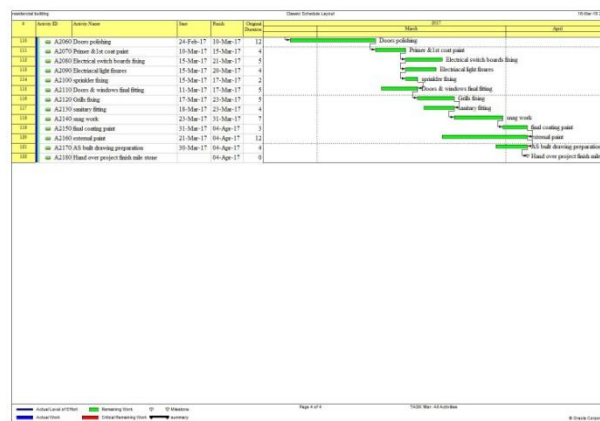 residential building Classic Schedule Layout
# Activity ID Activity Name Start Finish Original Duration 2017
March April
110 A2060 Doors polishing 24-Feb-17 10-Mar-17 12 Doors polishing
111 A2070 Primer &1st coat paint 10-Mar-17 15-Mar-17 4 Primer &1st coat paint
112 A2080 Electrical switch boards fixing 15-Mar-17 21-Mar-17 5 Electrical switch boards fixing
113 A2090 Electriacal light fixures 15-Mar-17 20-Mar-17 4 Electriacal light fixures
114 A2100 sprinkler fixing 15-Mar-17 17-Mar-17 2 sprinkler fixing
115 A2110 Doors & windows final fitting 11-Mar-17 17-Mar-17 5 Doors & windows final fitting
116 A2120 Grills fixing 17-Mar-17 23-Mar-17 5 Grills fixing
117 A2130 sanitary fitting 18-Mar-17 23-Mar-17 4 sanitary fitting
118 A2140 snag work 23-Mar-17 31-Mar-17 7 snag work
119 A2150 final coating paint 31-Mar-17 04-Apr-17 3 final coating paint
120 A2160 external paint 21-Mar-17 04-Apr-17 12 external paint
121 A2170 AS built drawing preparation 30-Mar-17 04-Apr-17 4 AS built drawing preparation
122 A2180 Hand over project finish mile stone 04-Apr-17 0 Hand over project finish mile
Actual Level of Effort Remaining Work Milestone Page 4 of 4 TASK filter: All Activities
Actual Work Critical Remaining Work summary © Oracle Corpor